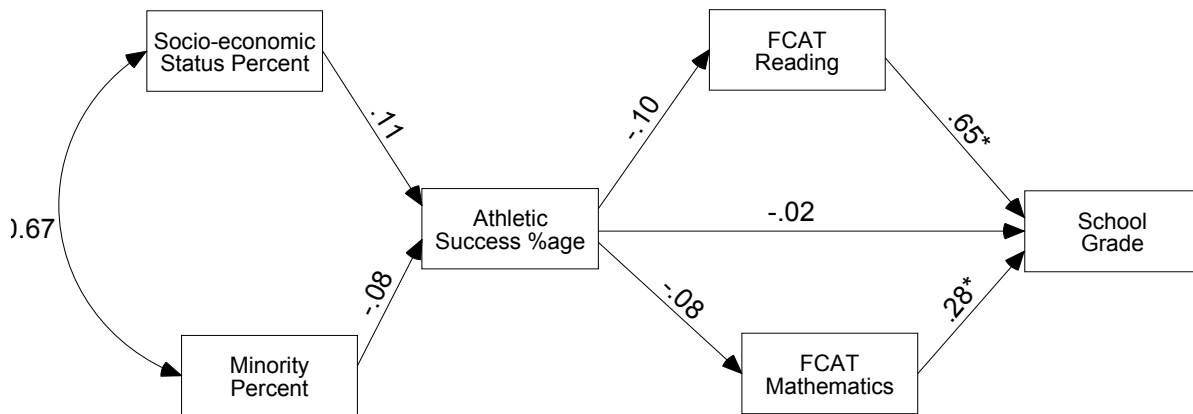 Socio-economic
Status Percent
FCAT
Reading
.11
-.10
.65*
Athletic
Success %age
-.02
School
Grade
0.67
-.08
-.08
.28*
Minority
Percent
FCAT
Mathematics